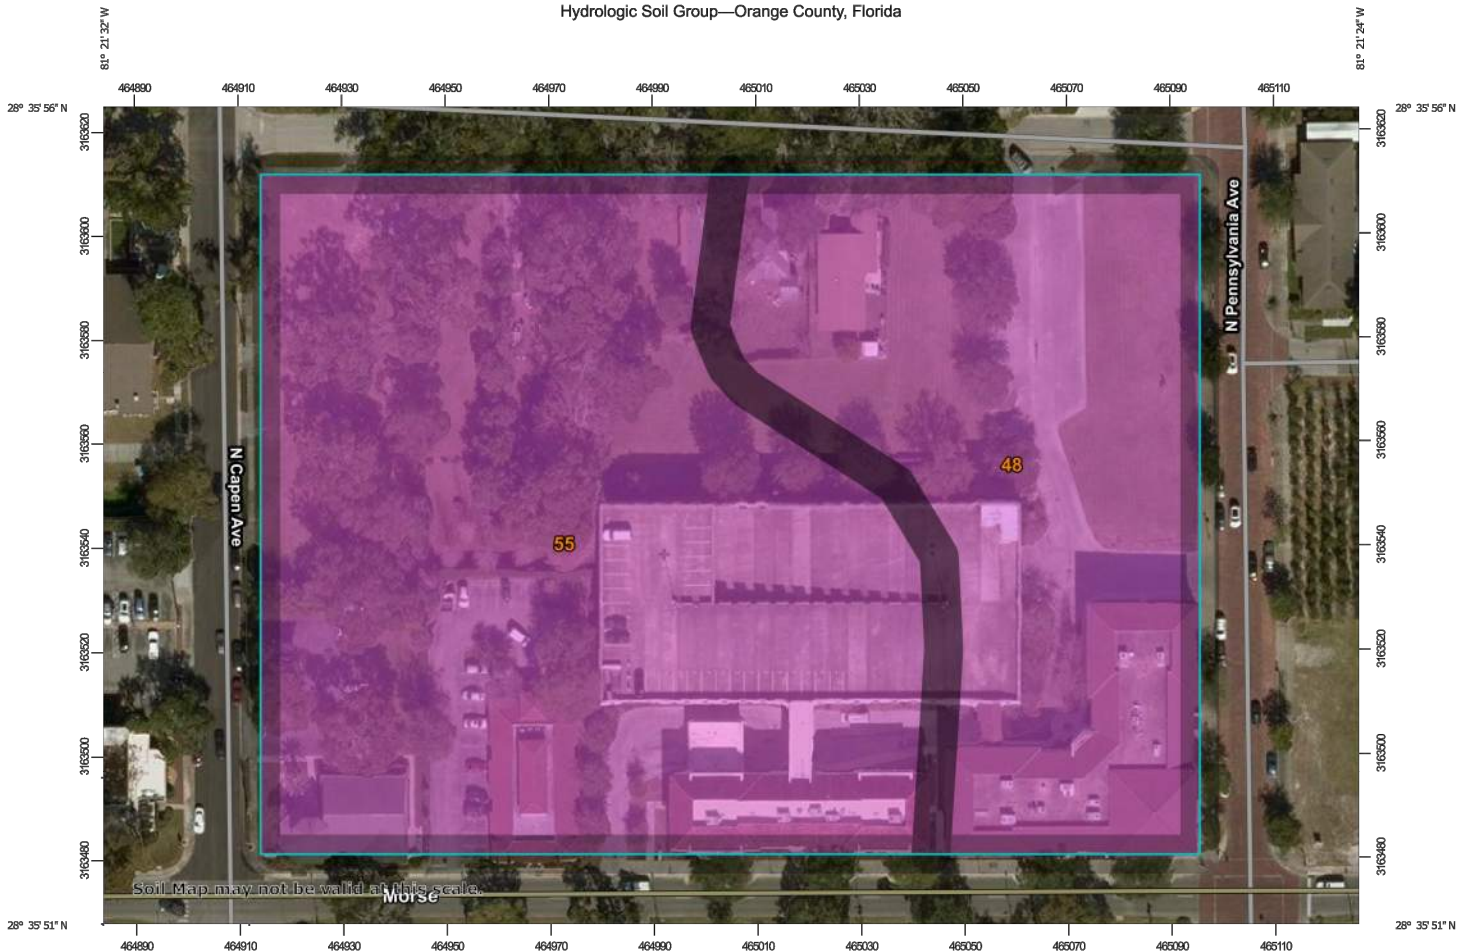 Hydrologic Soil Group—Orange County, Florida
81° 21' 32" W
81° 21' 24" W
464890 464910 464930 464950 464970 464990 465010 465030 465050 465070 465090 465110
28° 35' 56" N
28° 35' 56" N
3163620
3163620
3163600
3163600
3163580
3163580
3163560
3163560
3163540
3163540
3163520
3163520
3163500
3163500
3163480
3163480
N Pennsylvania Ave
N Capen Ave
48
55
Soil Map may not be valid at this scale.
Morse
28° 35' 51" N
28° 35' 51" N
464890 464910 464930 464950 464970 464990 465010 465030 465050 465070 465090 465110